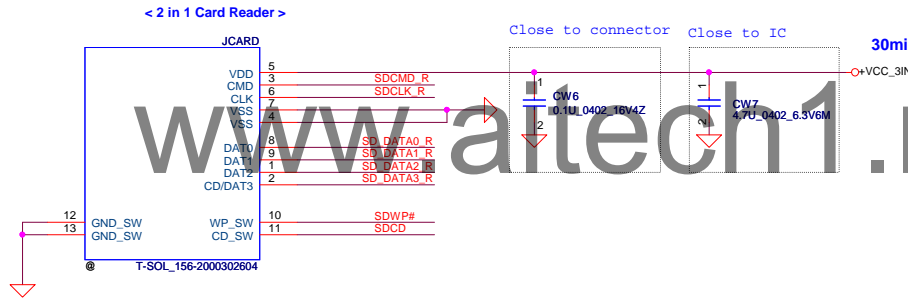 < 2 in 1 Card Reader >
Close to connector
Close to IC
30mi
JCARD
VDD 5
CMD 3 SDCMD_R
CLK 6 SDCLK_R
VSS 7
VSS 4
DAT0 8 SD_DATA0_R
DAT1 9 SD_DATA1_R
DAT2 1 SD_DATA2_R
CD/DAT3 2 SD_DATA3_R
12 GND_SW WP_SW 10 SDWP#
13 GND_SW CD_SW 11 SDCD
@ T-SOL_156-2000302604
1
CW6
0.1U_0402_16V4Z
2
1
CW7
4.7U_0402_6.3V6M
2
+VCC_3IN
www.aitech1.